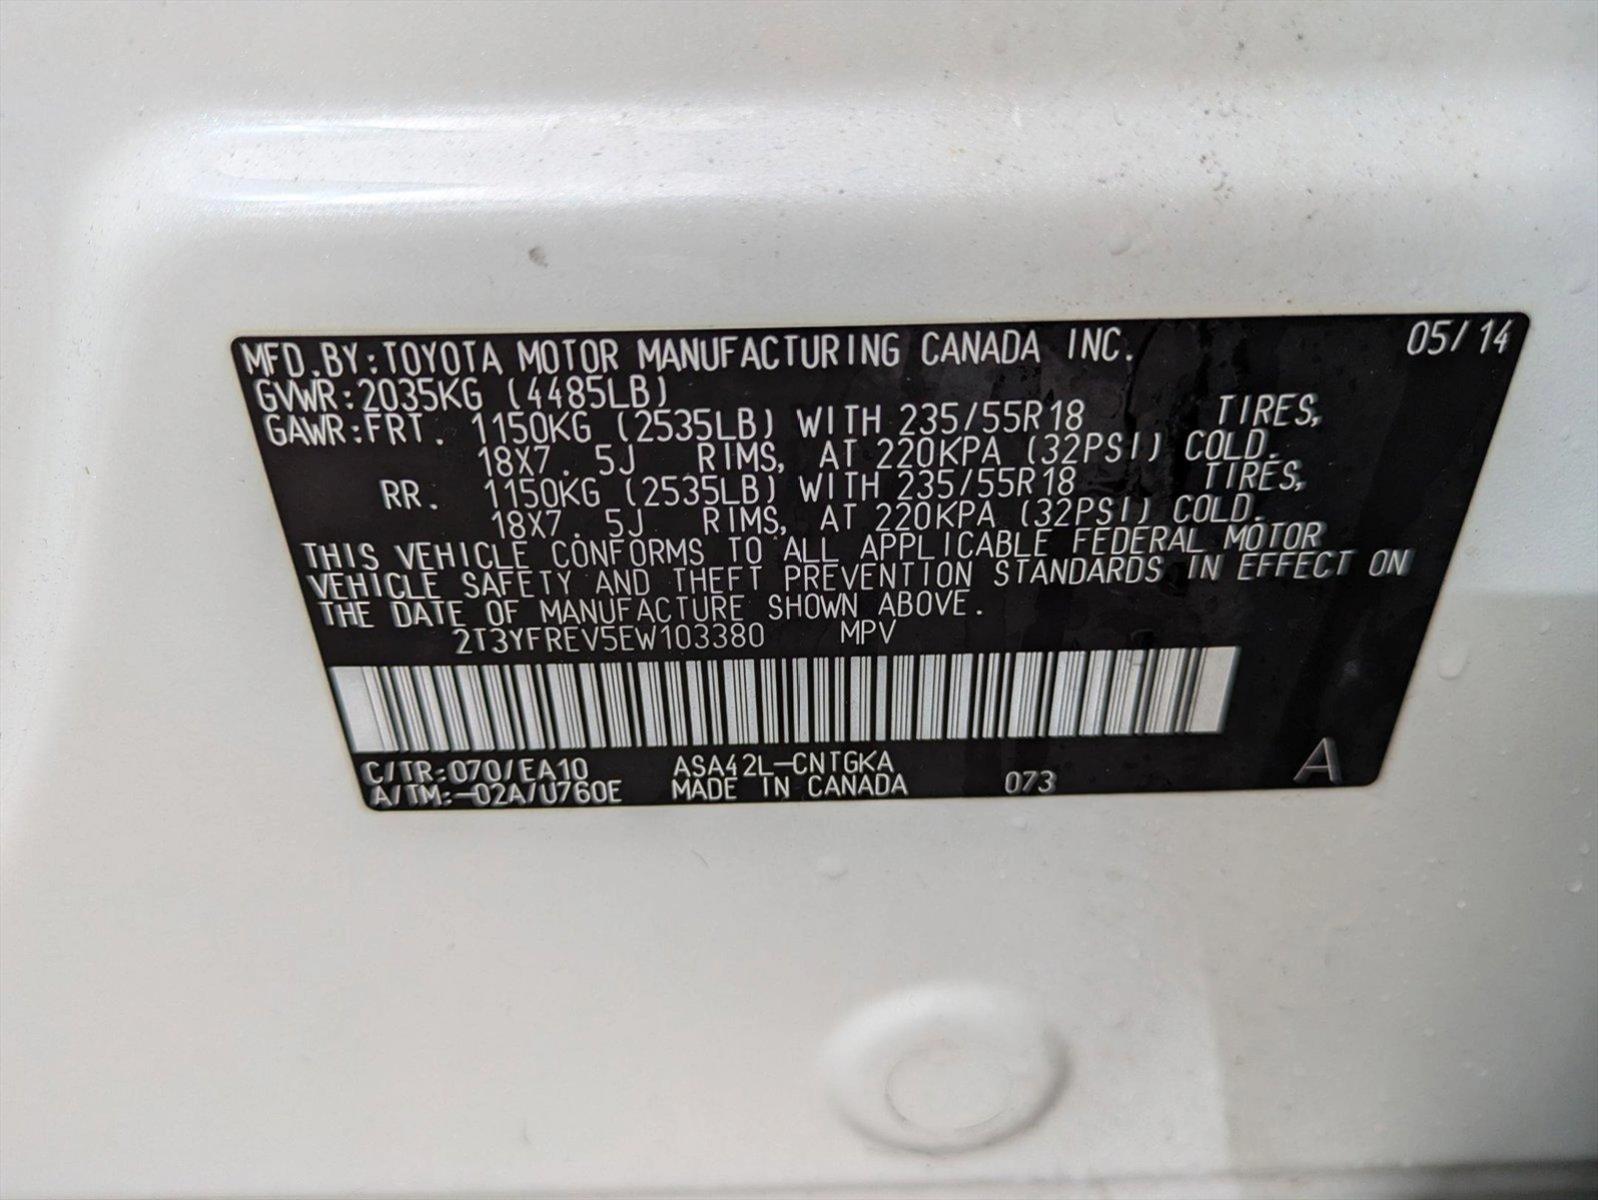 MFD.BY:TOYOTA MOTOR MANUFACTURING CANADA INC. 05/14
GVWR:2035KG (4485LB)
GAWR:FRT. 1150KG (2535LB) WITH 235/55R18 TIRES,
18X7.5J RIMS, AT 220KPA (32PSI) COLD.
RR. 1150KG (2535LB) WITH 235/55R18 TIRES,
18X7.5J RIMS, AT 220KPA (32PSI) COLD.
THIS VEHICLE CONFORMS TO ALL APPLICABLE FEDERAL MOTOR
VEHICLE SAFETY AND THEFT PREVENTION STANDARDS IN EFFECT ON
THE DATE OF MANUFACTURE SHOWN ABOVE.
2T3YFREV5EW103380 MPV
C/TR:070/EA10 ASA42L-CNTGKA
A/TM:-02A/U760E MADE IN CANADA 073 A